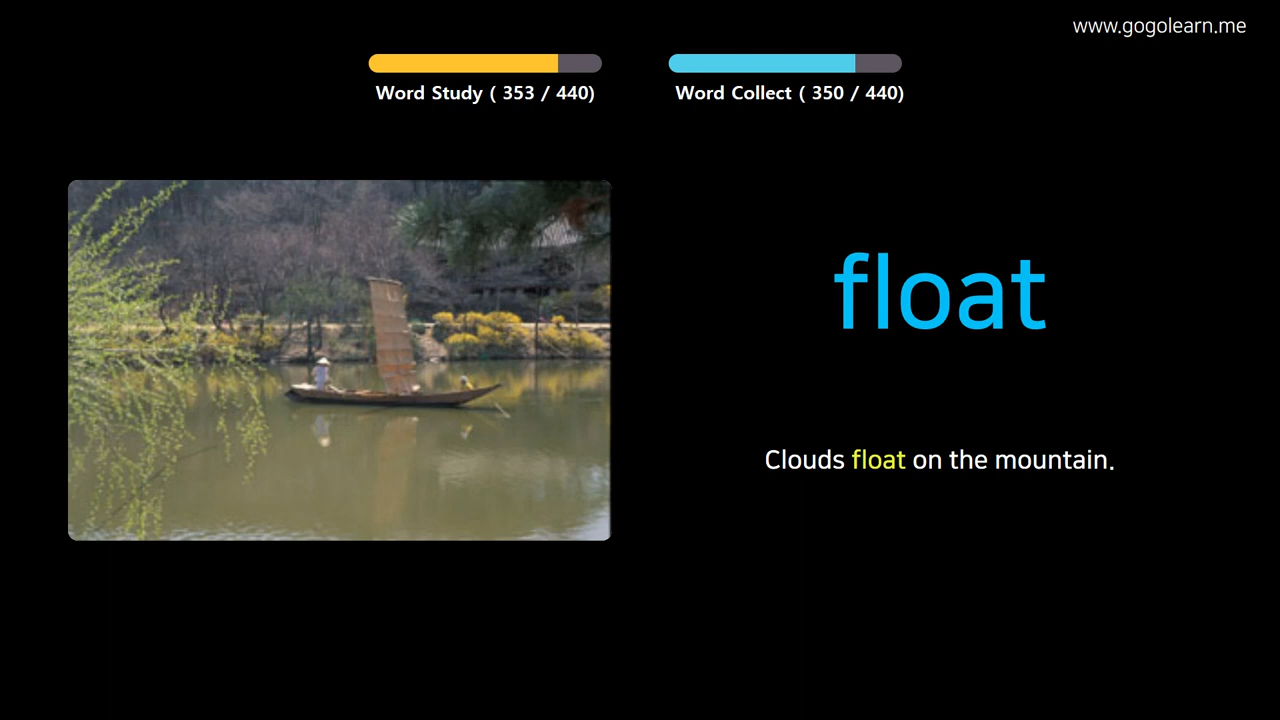 www.gogolearn.me
Word Study ( 353 / 440)
Word Collect ( 350 / 440)
float
Clouds float on the mountain.